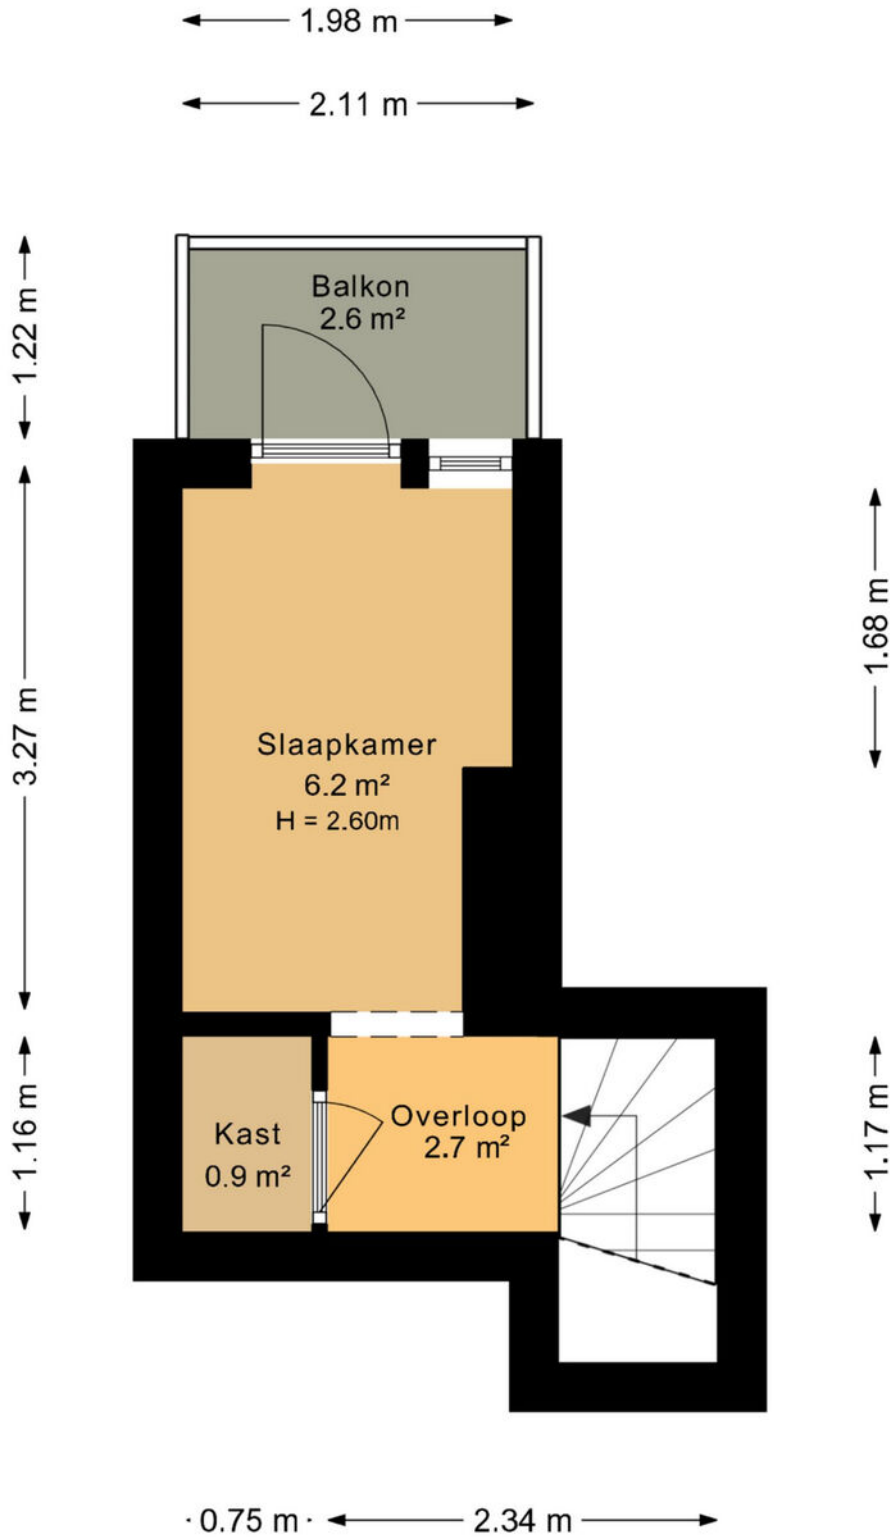 1.98 m
2.11 m
1.22 m
Balkon
2.6 m²
3.27 m
1.68 m
Slaapkamer
6.2 m²
H = 2.60m
1.16 m
Kast
0.9 m²
Overloop
2.7 m²
1.17 m
0.75 m
2.34 m